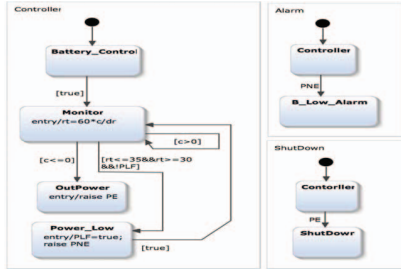 Controller
Battery_Control
[true]
Monitor
entry/rt=60*c/dr
[c>0]
[c<=0]
[rt<=35&&rt>=30
&&!PLF]
OutPower
entry/raise PE
Power_Low
entry/PLF=true;
raise PNE
[true]
Alarm
Controller
PNE
B_Low_Alarm
ShutDown
Contorller
PE
ShutDowr